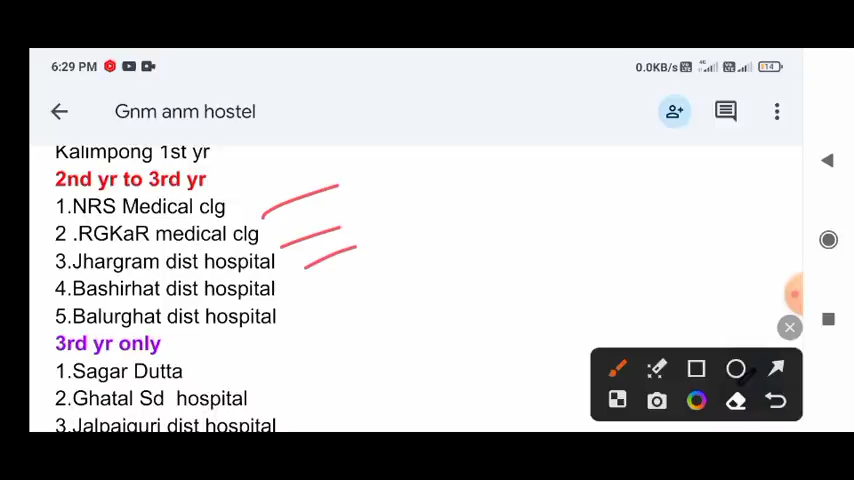 6:29 PM
0.0KB/s
4G
14
Gnm anm hostel
Kalimpong 1st yr
2nd yr to 3rd yr
1.NRS Medical clg
2 .RGKaR medical clg
3.Jhargram dist hospital
4.Bashirhat dist hospital
5.Balurghat dist hospital
3rd yr only
1.Sagar Dutta
2.Ghatal Sd  hospital
3.Jalpaiguri dist hospital